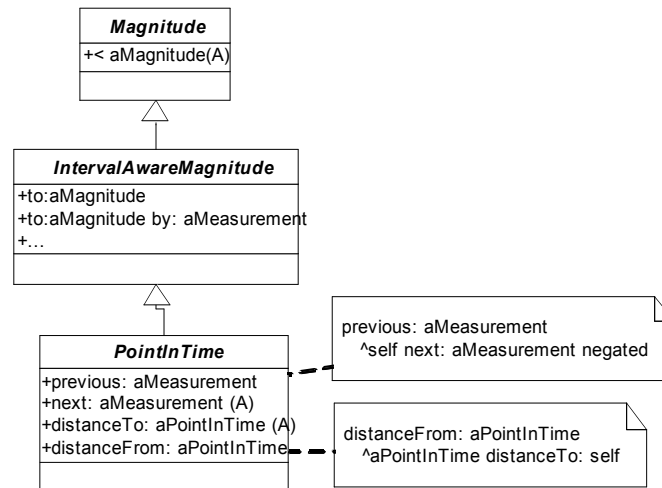 Magnitude
+< aMagnitude(A)
IntervalAwareMagnitude
+to:aMagnitude
+to:aMagnitude by: aMeasurement
+...
PointInTime
+previous: aMeasurement
+next: aMeasurement (A)
+distanceTo: aPointInTime (A)
+distanceFrom: aPointInTime
previous: aMeasurement
^self next: aMeasurement negated
distanceFrom: aPointInTime
^aPointInTime distanceTo: self